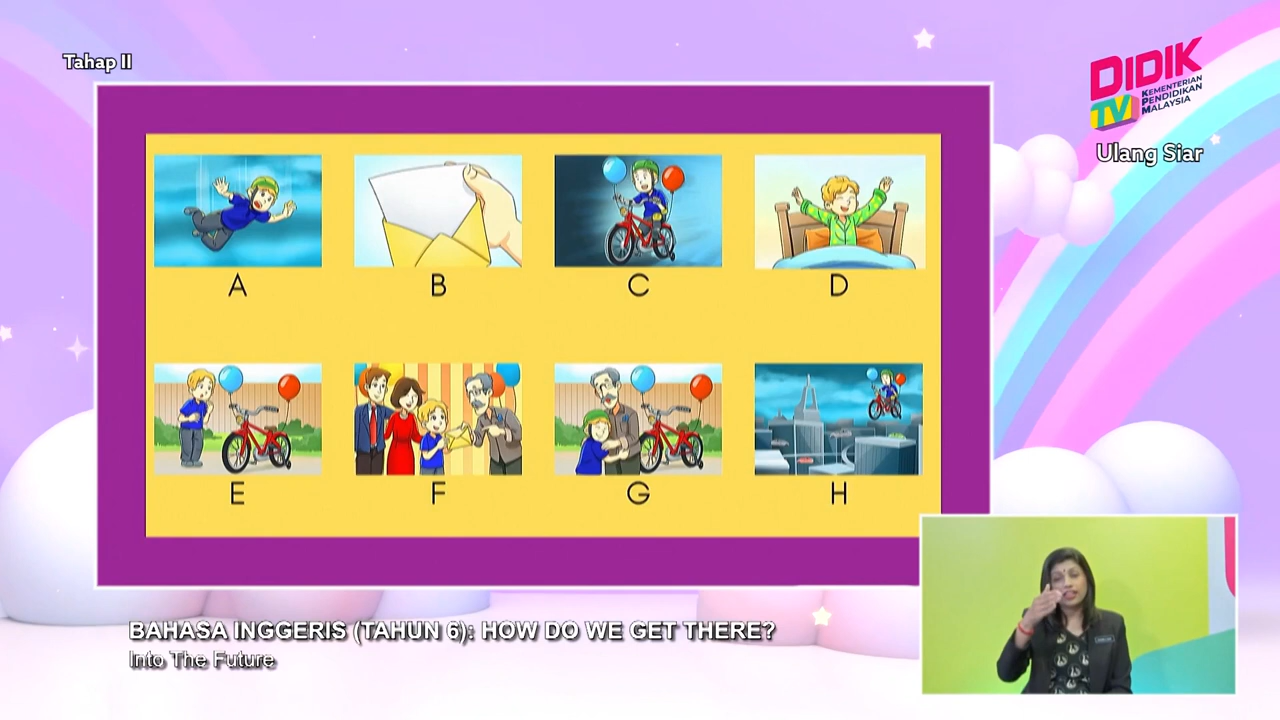 Tahap II
DIDIK
TV
KEMENTERIAN
PENDIDIKAN
MALAYSIA
Ulang Siar
A
B
C
D
E
F
G
H
BAHASA INGGERIS (TAHUN 6): HOW DO WE GET THERE?
Into The Future